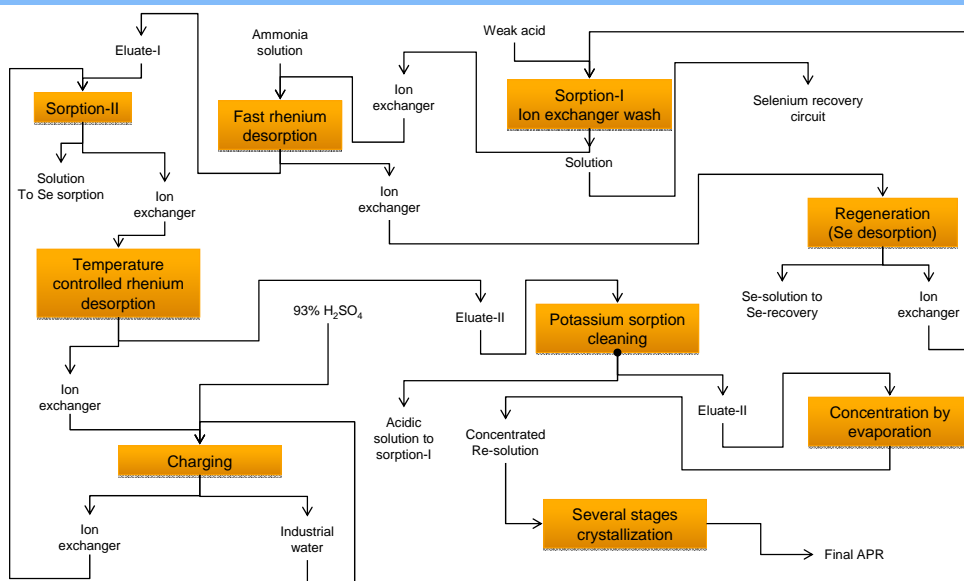 Eluate-I
Ammonia
solution
Weak acid
Ion
exchanger
Sorption-II
Fast rhenium
desorption
Sorption-I
Ion exchanger wash
Selenium recovery
circuit
Solution
To Se sorption
Ion
exchanger
Ion
exchanger
Solution
Regeneration
(Se desorption)
Temperature
controlled rhenium
desorption
93% H₂SO₄
Eluate-II
Potassium sorption
cleaning
Se-solution to
Se-recovery
Ion
exchanger
Ion
exchanger
Acidic
solution to
sorption-I
Concentrated
Re-solution
Eluate-II
Concentration by
evaporation
Charging
Ion
exchanger
Industrial
water
Several stages
crystallization
Final APR